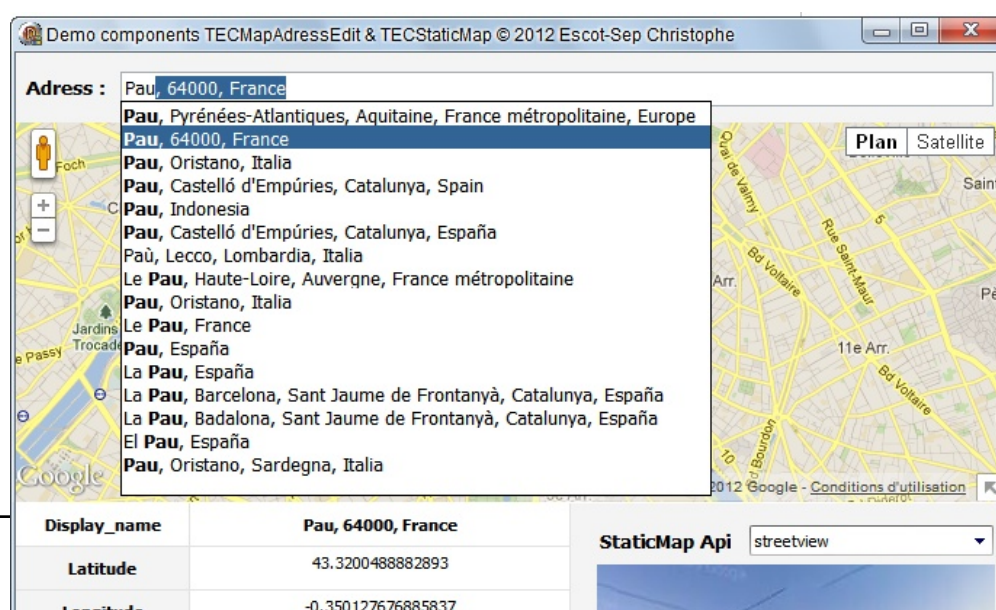 Demo components TECMapAdressEdit & TECStaticMap © 2012 Escot-Sep Christophe
Adress : Pau, 64000, France
Pau, Pyrénées-Atlantiques, Aquitaine, France métropolitaine, Europe
Pau, 64000, France
Pau, Oristano, Italia
Pau, Castelló d'Empúries, Catalunya, Spain
Pau, Indonesia
Pau, Castelló d'Empúries, Catalunya, España
Paù, Lecco, Lombardia, Italia
Le Pau, Haute-Loire, Auvergne, France métropolitaine
Pau, Oristano, Italia
Le Pau, France
Pau, España
La Pau, España
La Pau, Barcelona, Sant Jaume de Frontanyà, Catalunya, España
La Pau, Badalona, Sant Jaume de Frontanyà, Catalunya, España
El Pau, España
Pau, Oristano, Sardegna, Italia
Plan Satellite
Foch
Quai de Valmy
Saint
Rue Saint-Maur
Bd Voltaire
Arr.
Jardins
Trocad
e Passy
11e Arr.
Bd Voltaire
Bourdon
Google
2012 Google - Conditions d'utilisation
Display_name Pau, 64000, France
StaticMap Api streetview
Latitude 43.3200488882893
Longitude -0.350127676885837